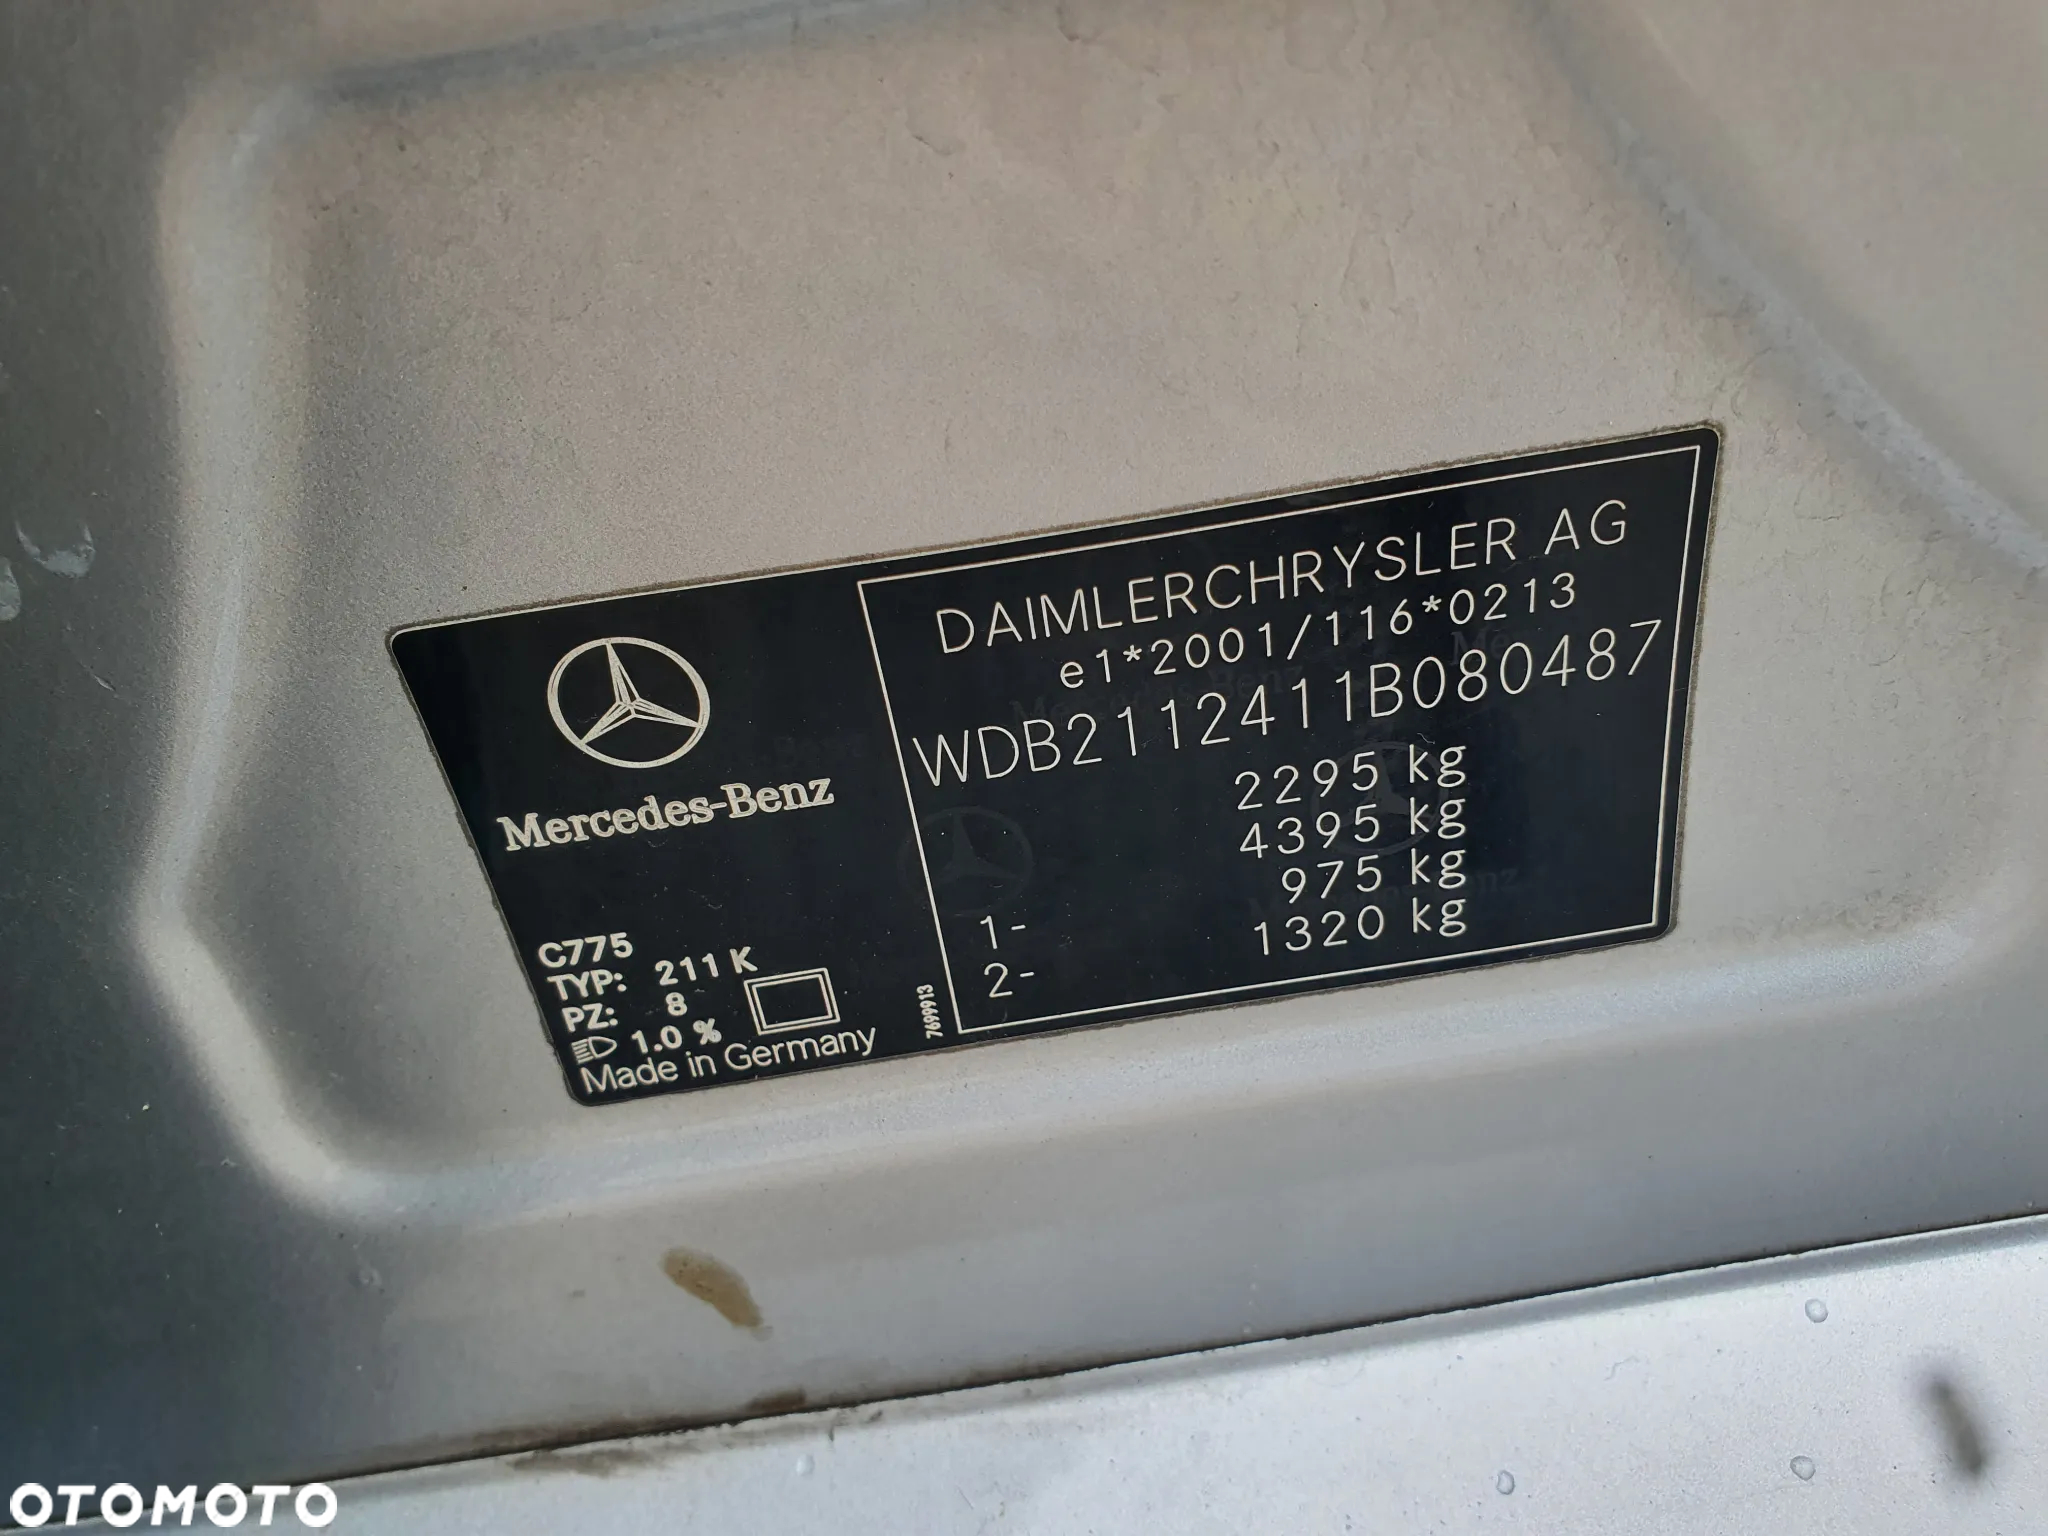 DAIMLERCHRYSLER AG
e1*2001/116*0213
WDB2112411B080487
2295 kg
4395 kg
1- 975 kg
2- 1320 kg
Mercedes-Benz
C775
TYP: 211 K
PZ: 8
1.0 %
Made in Germany
7699913
OTOMOTO